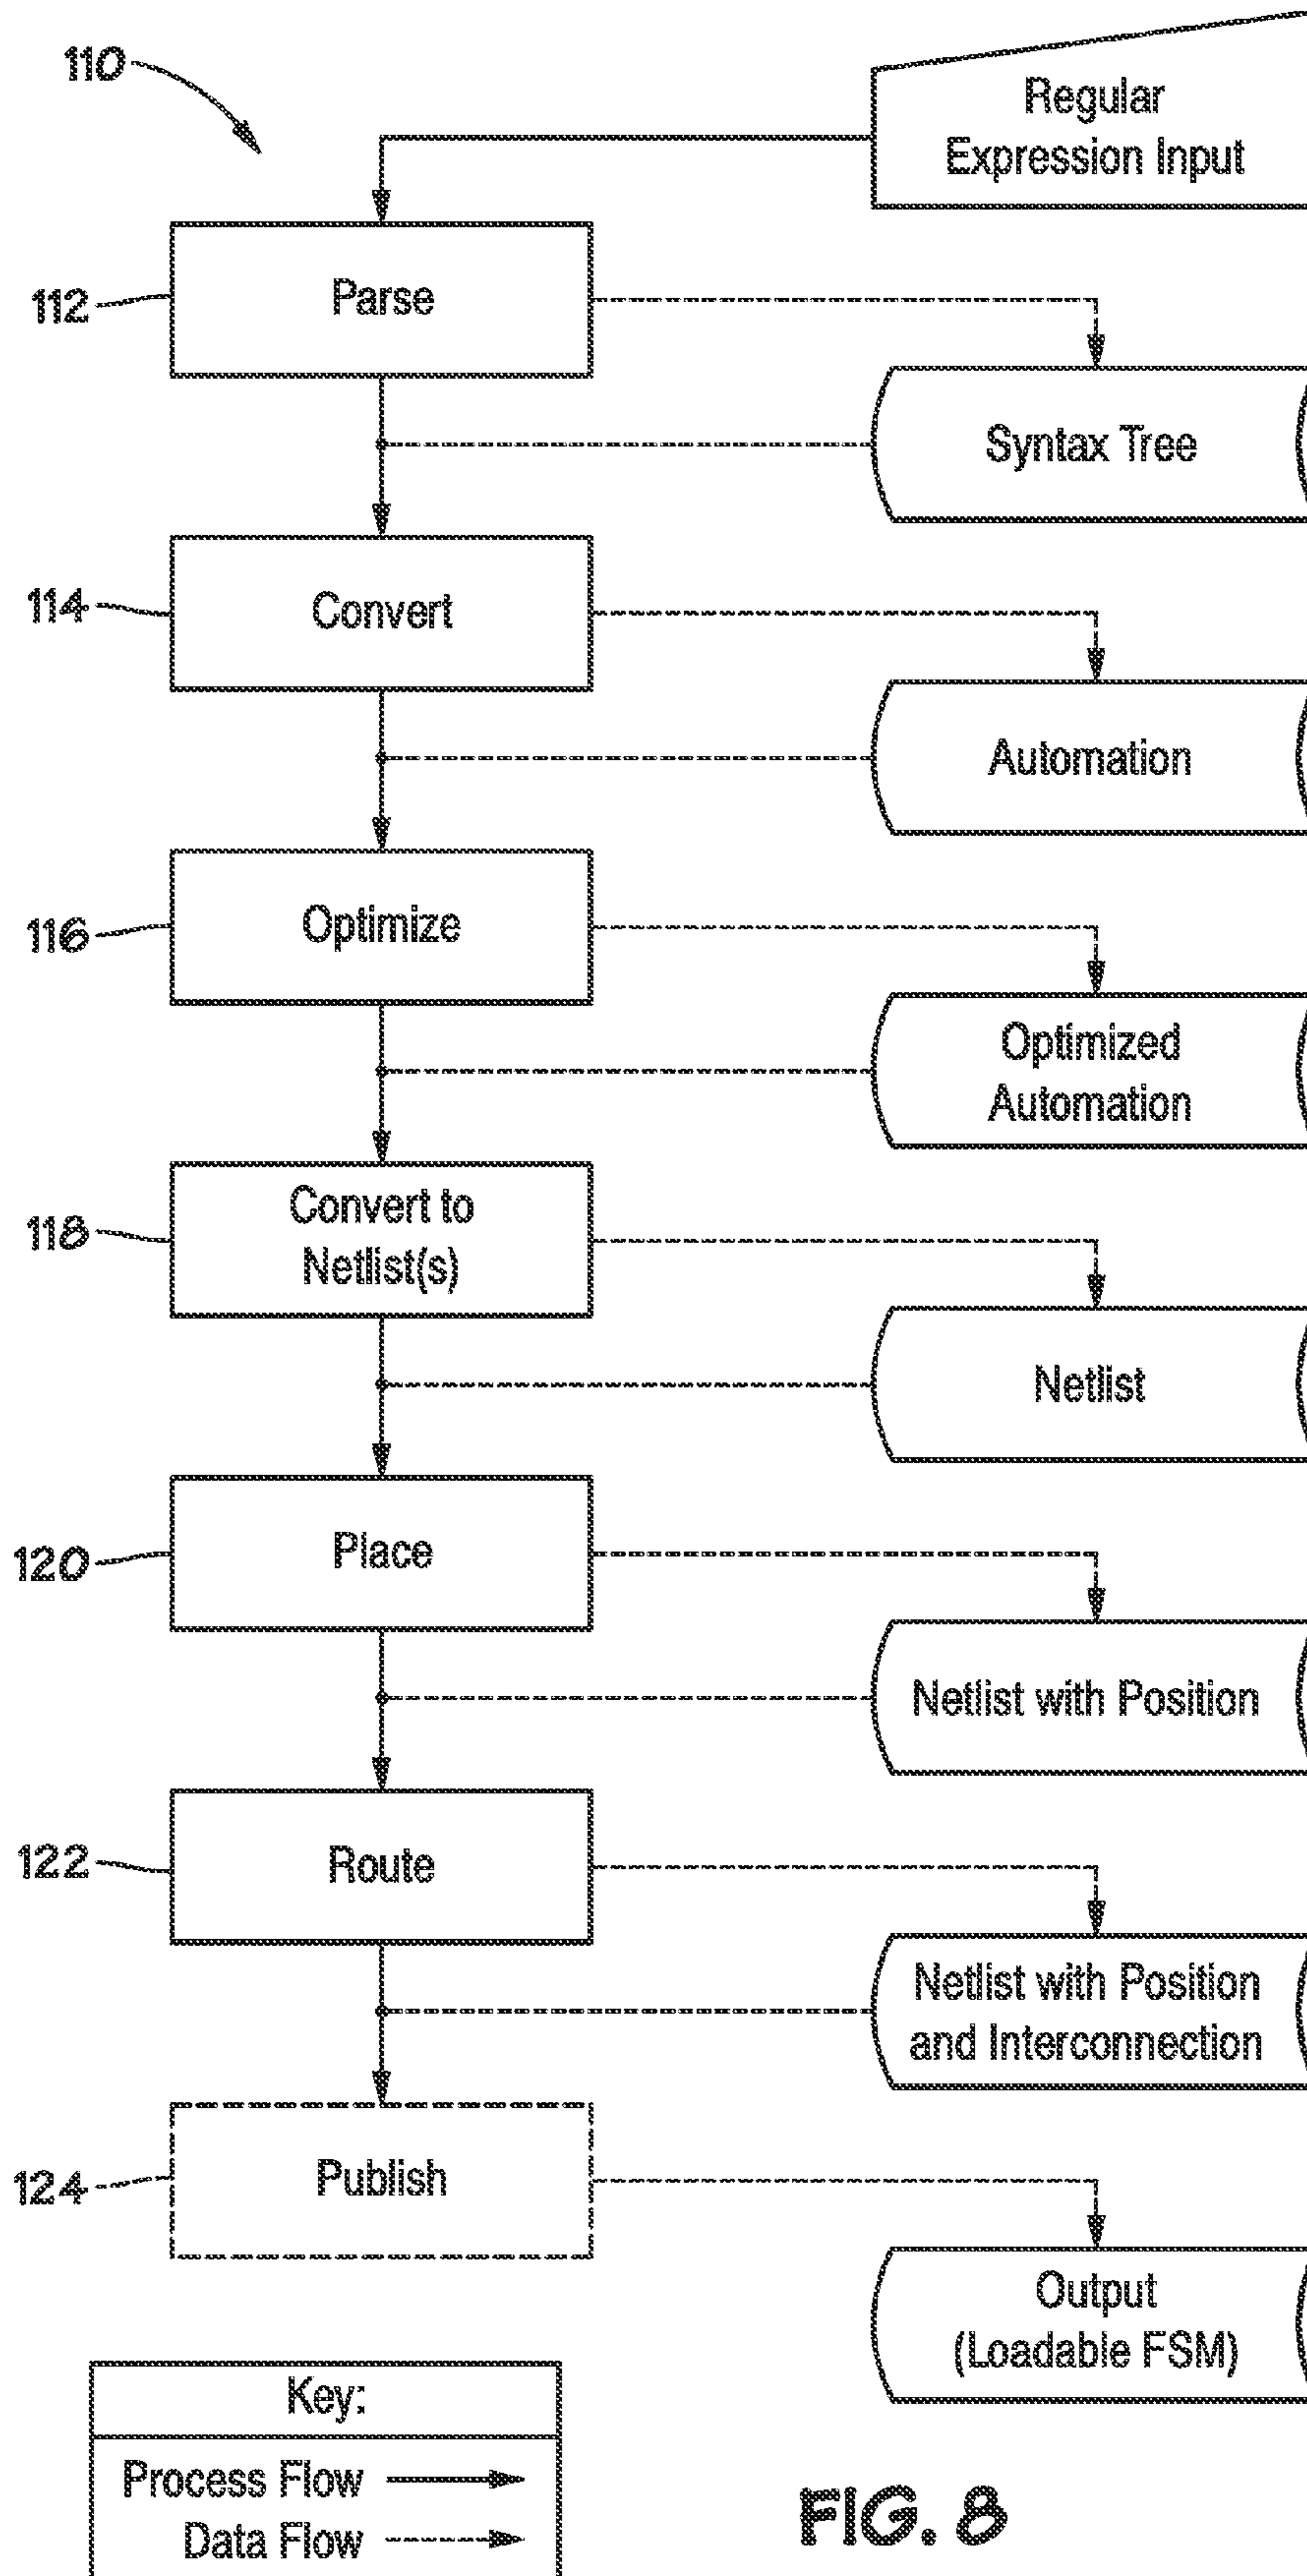 110
Regular
Expression Input
112
Parse
Syntax Tree
114
Convert
Automation
116
Optimize
Optimized
Automation
118
Convert to
Netlist(s)
Netlist
120
Place
Netlist with Position
122
Route
Netlist with Position
and Interconnection
124
Publish
Output
(Loadable FSM)
Key:
Process Flow
Data Flow
FIG. 8